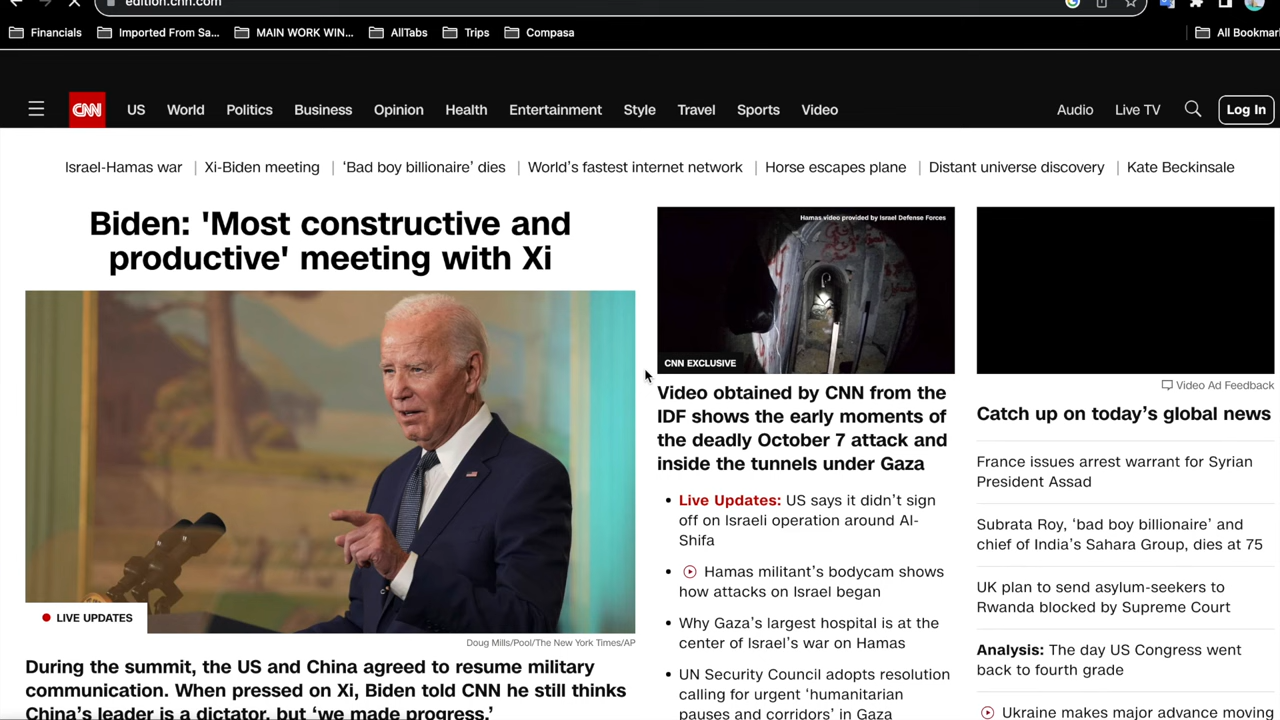 edition.cnn.com
Financials
Imported From Sa...
MAIN WORK WIN...
AllTabs
Trips
Compasa
All Bookmar
CNN
US
World
Politics
Business
Opinion
Health
Entertainment
Style
Travel
Sports
Video
Audio
Live TV
Log In
Israel-Hamas war
Xi-Biden meeting
‘Bad boy billionaire’ dies
World’s fastest internet network
Horse escapes plane
Distant universe discovery
Kate Beckinsale
Biden: 'Most constructive and
productive' meeting with Xi
LIVE UPDATES
Doug Mills/Pool/The New York Times/AP
During the summit, the US and China agreed to resume military
communication. When pressed on Xi, Biden told CNN he still thinks
China’s leader is a dictator, but ‘we made progress.’
Hamas video provided by Israel Defense Forces
CNN EXCLUSIVE
Video obtained by CNN from the
IDF shows the early moments of
the deadly October 7 attack and
inside the tunnels under Gaza
Live Updates: US says it didn’t sign
off on Israeli operation around Al-
Shifa
Hamas militant’s bodycam shows
how attacks on Israel began
Why Gaza’s largest hospital is at the
center of Israel’s war on Hamas
UN Security Council adopts resolution
calling for urgent ‘humanitarian
pauses and corridors’ in Gaza
Video Ad Feedback
Catch up on today’s global news
France issues arrest warrant for Syrian
President Assad
Subrata Roy, ‘bad boy billionaire’ and
chief of India’s Sahara Group, dies at 75
UK plan to send asylum-seekers to
Rwanda blocked by Supreme Court
Analysis: The day US Congress went
back to fourth grade
Ukraine makes major advance moving